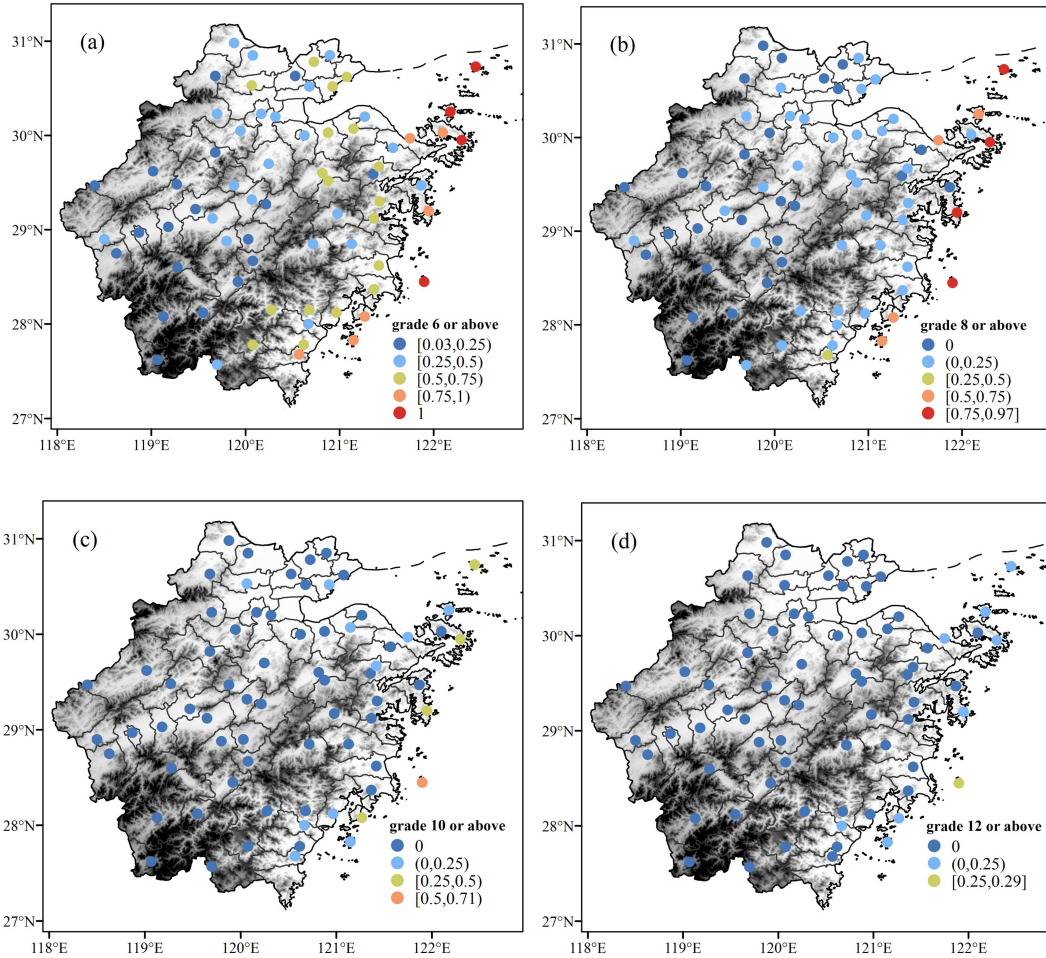 (a)
31°N
30°N
29°N
28°N
27°N
118°E 119°E 120°E 121°E 122°E
grade 6 or above
[0.03,0.25)
[0.25,0.5)
[0.5,0.75)
[0.75,1)
1
(b)
31°N
30°N
29°N
28°N
27°N
118°E 119°E 120°E 121°E 122°E
grade 8 or above
0
(0,0.25)
[0.25,0.5)
[0.5,0.75)
[0.75,0.97]
(c)
31°N
30°N
29°N
28°N
27°N
118°E 119°E 120°E 121°E 122°E
grade 10 or above
0
(0,0.25)
[0.25,0.5)
[0.5,0.71)
(d)
31°N
30°N
29°N
28°N
27°N
118°E 119°E 120°E 121°E 122°E
grade 12 or above
0
(0,0.25)
[0.25,0.29]